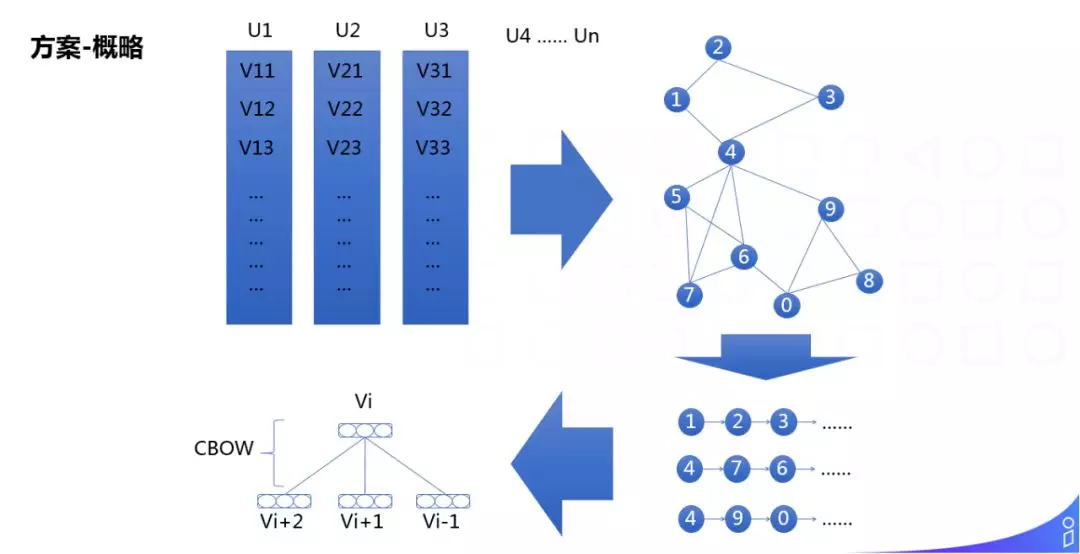 方案-概略
U1 U2 U3 U4 ...... Un
V11 V21 V31
V12 V22 V32
V13 V23 V33
... ... ...
... ... ...
... ... ...
... ... ...
... ... ...
2
1
3
4
5
9
6
7
0
8
1 2 3 ......
4 7 6 ......
4 9 0 ......
Vi
CBOW
Vi+2 Vi+1 Vi-1